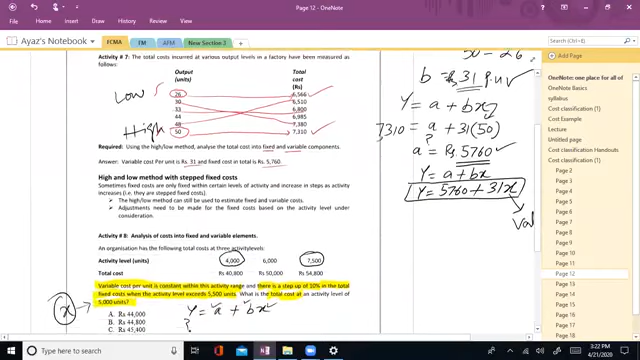 Page 12 - OneNote
File
Home
Insert
Draw
View
Ayaz's Notebook
FCMA
FM
AFM
New Section 3
Activity # 7: The total costs incurred at various output levels in a factory have been measured as
follows:
Output
(units)
Total
cost
(Rs)
26 6,566
30 6,510
33 6,800
44 6,985
48 7,380
50 7,310
Low
High
Required: Using the high/low method, analyse the total cost into fixed and variable components.
Answer: Variable Cost Per Unit is Rs. 31 and fixed cost in total is Rs. 5,760.
High and low method with stepped fixed costs
Sometimes fixed costs are only fixed within certain levels of activity and increase in steps as activity
increases (i.e. they are stepped fixed costs).
The high/low method can still be used to estimate fixed and variable costs.
Adjustments need to be made for the fixed costs based on the activity level under
consideration.
Activity # 8: Analysis of costs into fixed and variable elements.
An organisation has the following total costs at three activity levels:
Activity level (units) 4,000 6,000 7,500
Total cost Rs 40,800 Rs 50,000 Rs 54,800
Variable cost per unit is constant within this activity range and there is a step up of 10% in the total
fixed costs when the activity level exceeds 5,500 units. What is the total cost at an activity level of
5,000 units?
A. Rs 44,000
B. Rs 44,800
C. Rs 45,400
x
Y = a + bx
?
50 - 26
b = Rs. 31 P.U
Y = a + bx
7310 = a + 31(50)
?
a = Rs. 5760
Y = a + bx
Y = 5760 + 31x
Add Page
OneNote: one place for all of
OneNote Basics
syllubus
Cost classification
Cost classification Handouts
Cost classification
Page 2
Page 3
Page 4
Page 5
Page 6
Page 7
Page 8
Page 9
Page 10
Page 11
Page 12
Page 13
Page 14
Page 15
Page 16
Page 17
3:22 PM
4/21/2020